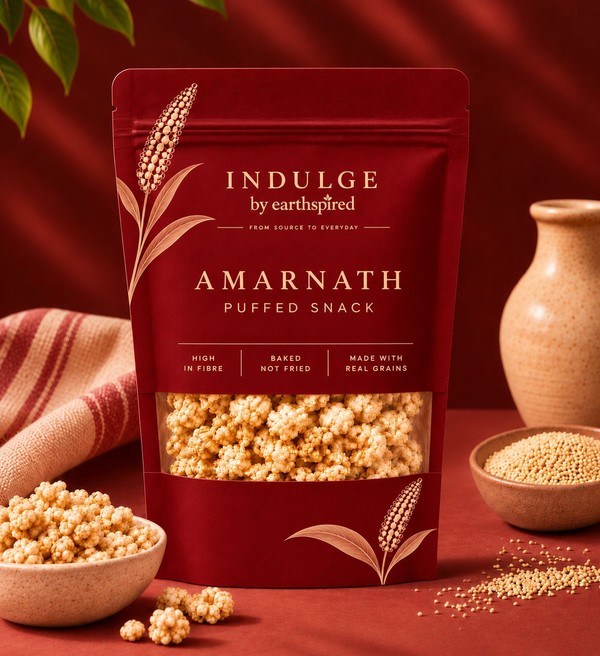 INDULGE
by earthspired
FROM SOURCE TO EVERYDAY
AMARNATH
PUFFED SNACK
HIGH
IN FIBRE
BAKED
NOT FRIED
MADE WITH
REAL GRAINS